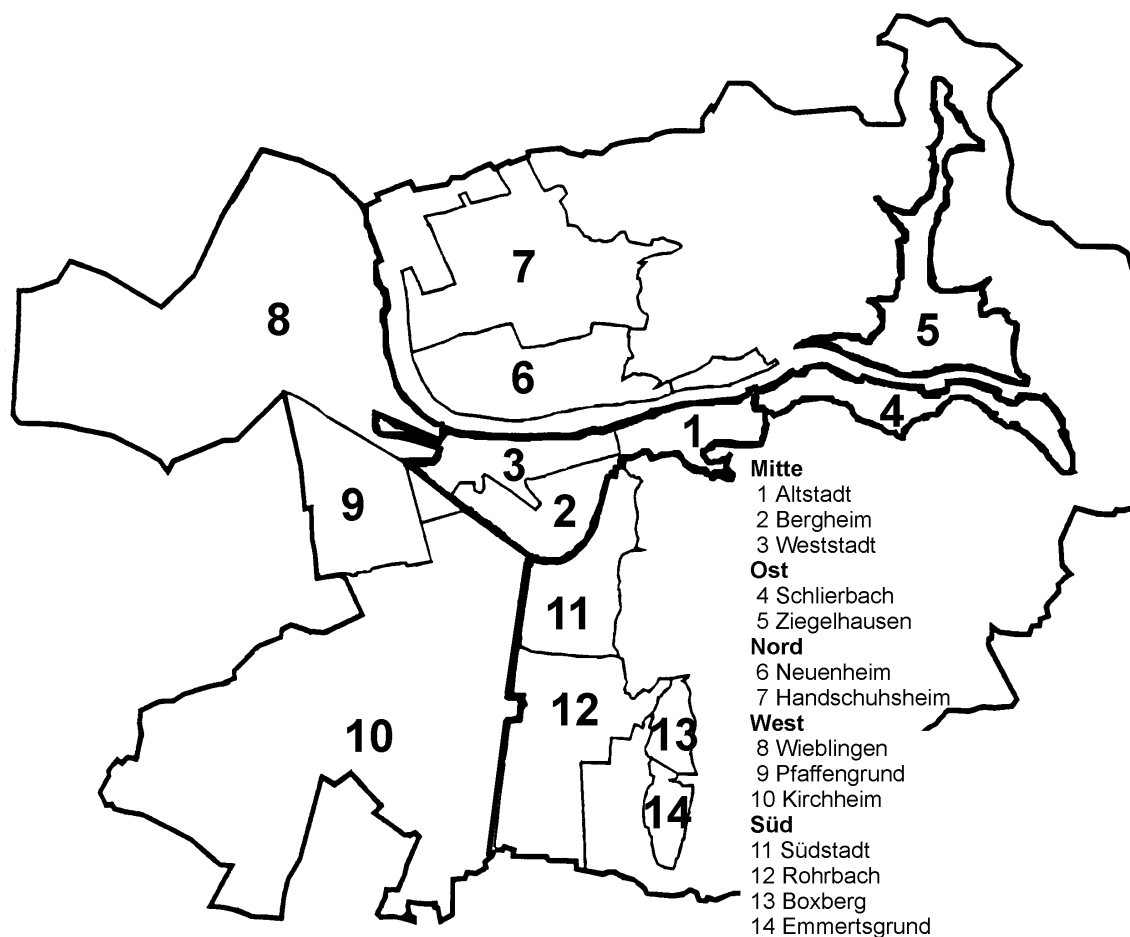 7
8
5
6
4
1
3
9
2
11
12
10
13
14
Mitte
1 Altstadt
2 Bergheim
3 Weststadt
Ost
4 Schlierbach
5 Ziegelhausen
Nord
6 Neuenheim
7 Handschuhsheim
West
8 Wieblingen
9 Pfaffengrund
10 Kirchheim
Süd
11 Südstadt
12 Rohrbach
13 Boxberg
14 Emmertsgrund